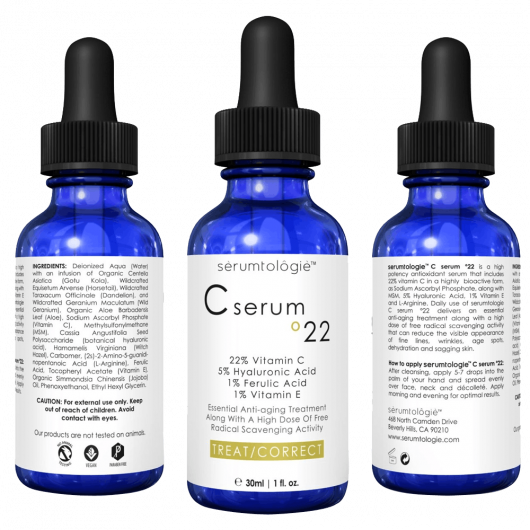 INGREDIENTS: Deionized Aqua (Water)
with an infusion of Organic Centella
Asiatica (Gotu Kola), Wildcrafted
Equisetum Arvense (Horsetail), Wildcrafted
Taraxacum Officinale (Dandelion), and
Wildcrafted Geranium Maculatum (Wild
Geranium), Organic Aloe Barbadensis
Leaf (Aloe), Sodium Ascorbyl Phosphate
(Vitamin C), Methylsulfonylmethane
(MSM), Cassia Angustifolia Seed
Polysaccharide (botanical hyaluronic
acid), Hamamelis Virginiana (Witch
Hazel), Carbomer, (2s)-2-Amino-5-guanid-
nopentanoic Acid (L-Arginine), Ferulic
Acid, Tocopheryl Acetate (Vitamin E),
Organic Simmondsia Chinensis (Jojoba)
Oil, Phenoxyethanol, Ethyl Hexyl Glycerin.
CAUTION: For external use only. Keep
out of reach of children. Avoid
contact with eyes.
Our products are not tested on animals.
VEGAN
PARABEN FREE
sérumtologie™
C serum
°22
22% Vitamin C
5% Hyaluronic Acid
1% Ferulic Acid
1% Vitamin E
Essential Anti-aging Treatment
Along With A High Dose Of Free
Radical Scavenging Activity
TREAT/CORRECT
e 30ml | 1 fl. oz.
serumtologie™ C serum °22 is a high
potency antioxidant serum that includes
22% vitamin C in a highly bioactive form,
as Sodium Ascorbyl Phosphate, along with
MSM, 5% Hyaluronic Acid, 1% Vitamin E
and L-Arginine. Daily use of serumtologie
C serum °22 delivers an essential
anti-aging treatment along with a high
dose of free radical scavenging activity
that can reduce the visible appearance
of fine lines, wrinkles, age spots,
dehydration and sagging skin.
How to apply serumtologie™ C serum °22:
After cleansing, apply 5-7 drops into the
palm of your hand and spread evenly
over face, neck and décolleté. Apply
morning and evening for optimal results.
sérumtologie™
468 North Camden Drive
Beverly Hills, CA 90210
www.serumtologie.com